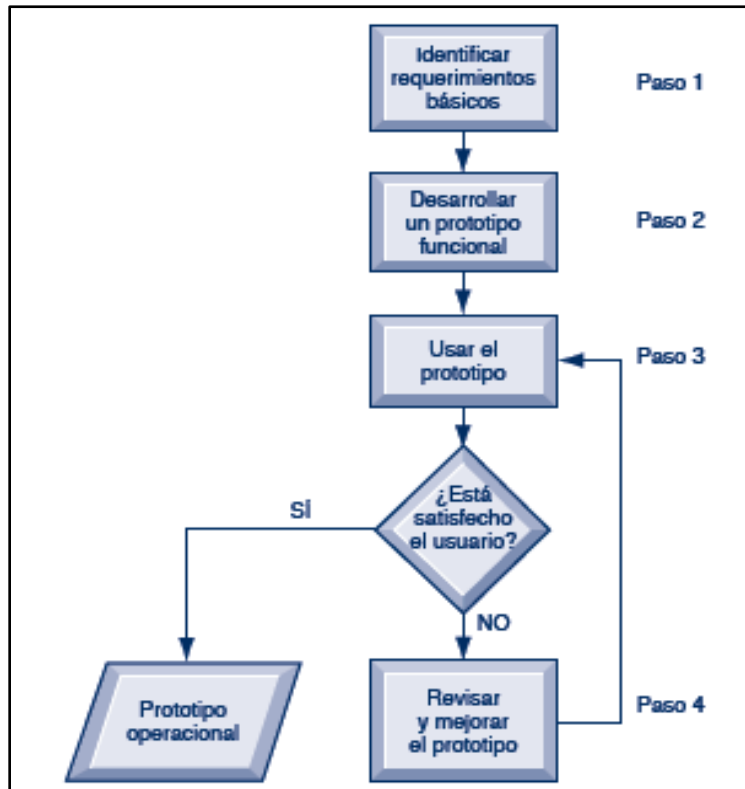 Identificar
requerimientos
básicos
Paso 1
Desarrollar
un prototipo
funcional
Paso 2
Usar el
prototipo
Paso 3
¿Está
satisfecho
el usuario?
SÍ
NO
Prototipo
operacional
Revisar
y mejorar
el prototipo
Paso 4